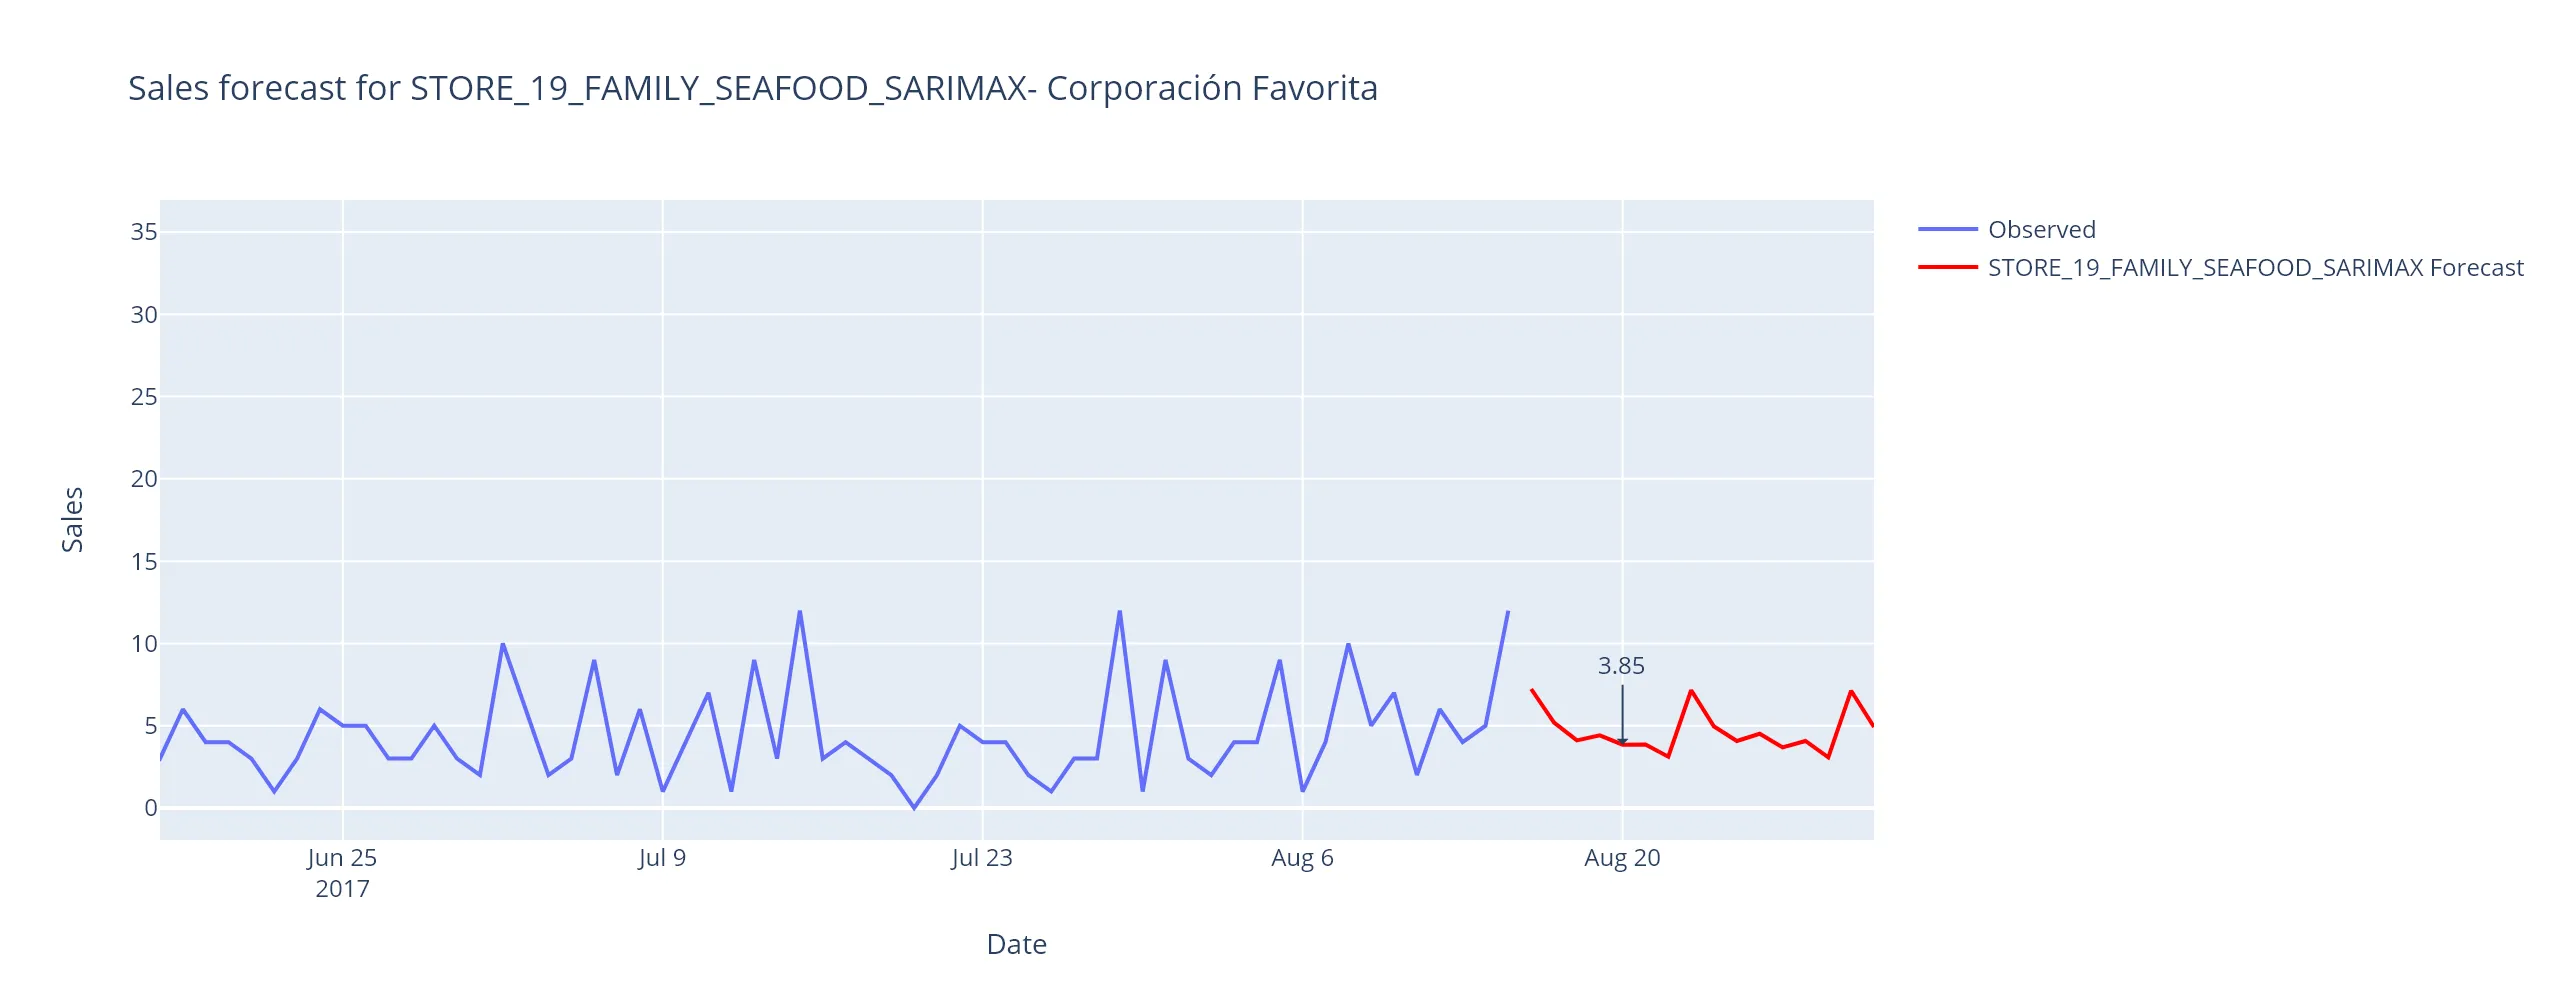 Sales forecast for STORE_19_FAMILY_SEAFOOD_SARIMAX- Corporación Favorita
Observed
STORE_19_FAMILY_SEAFOOD_SARIMAX Forecast
35
30
25
20
15
10
5
0
Sales
3.85
Jun 25
2017
Jul 9
Jul 23
Aug 6
Aug 20
Date